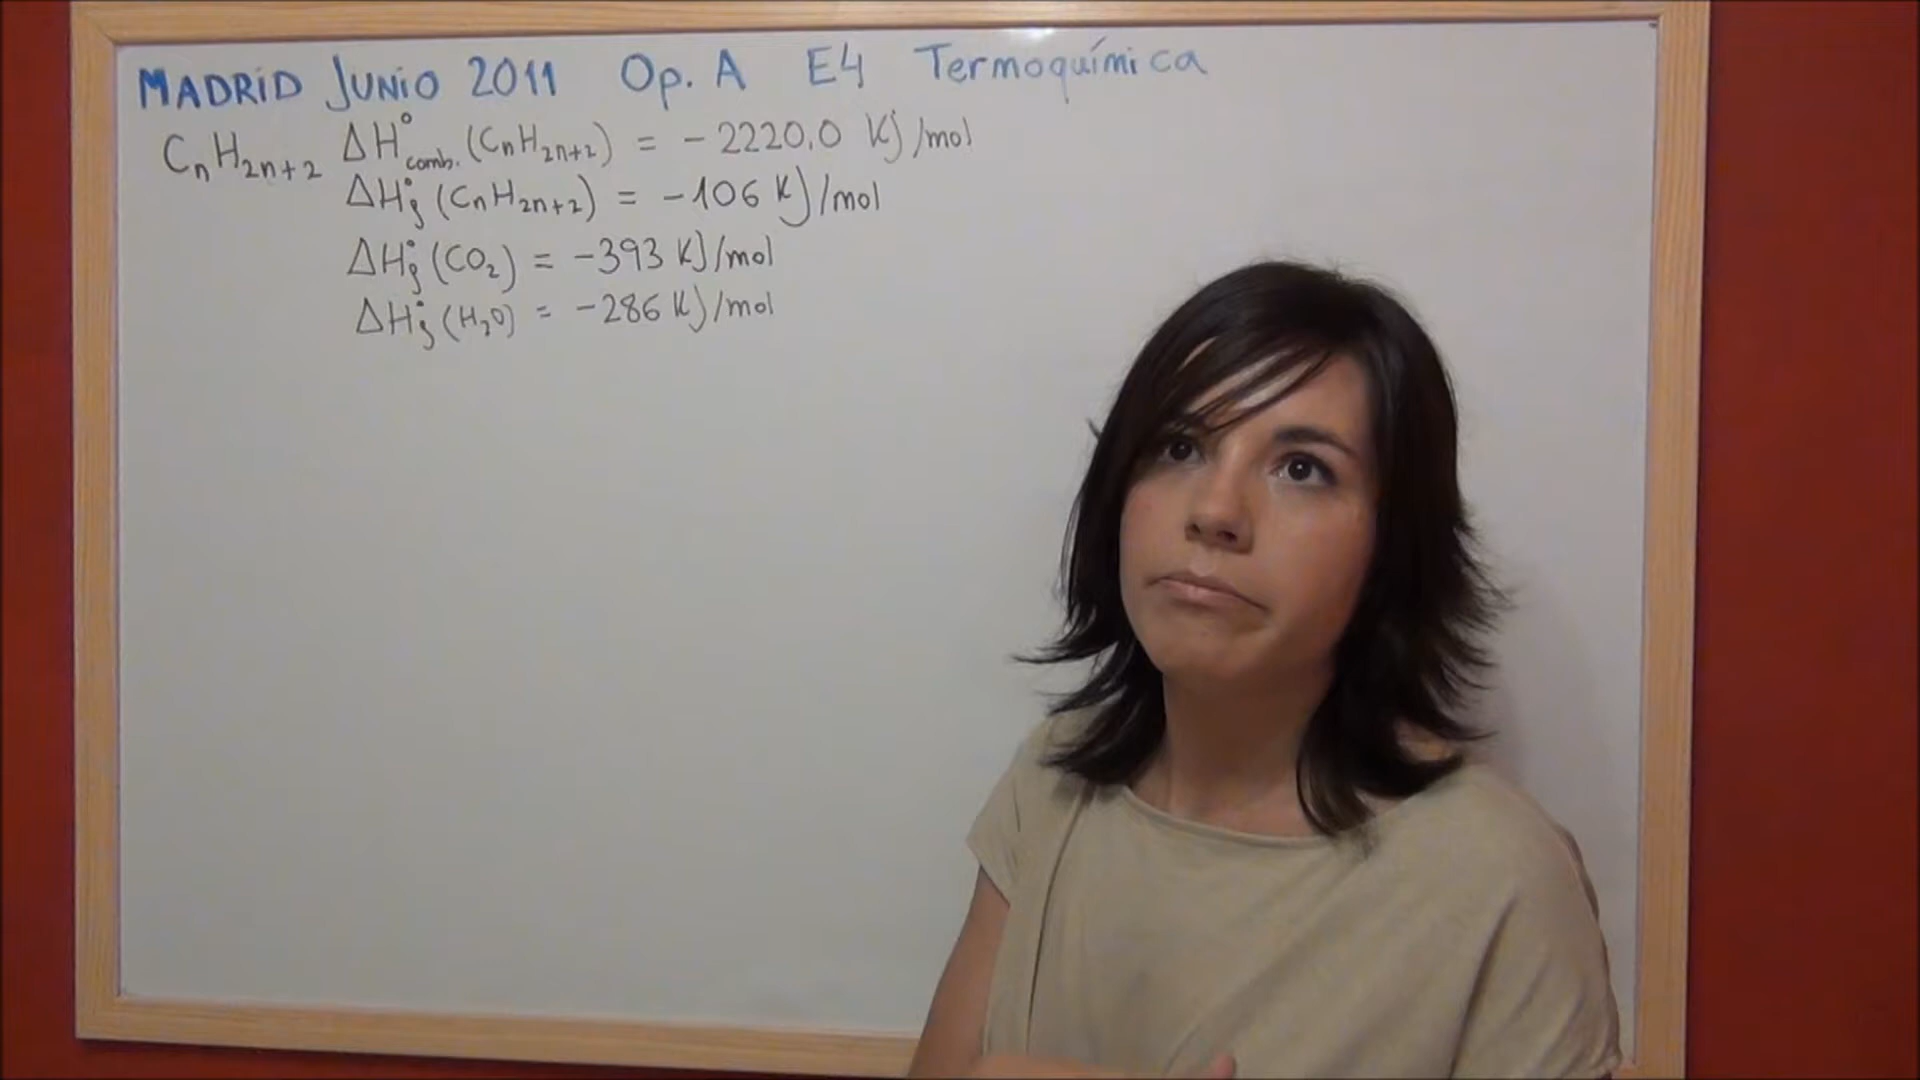 MADRID JUNIO 2011 Op. A E4 Termoquímica
CₙH₂ₙ₊₂ ΔH°comb. (CₙH₂ₙ₊₂) = -2220,0 KJ/mol
ΔH°f (CₙH₂ₙ₊₂) = -106 KJ/mol
ΔH°f (CO₂) = -393 KJ/mol
ΔH°f (H₂O) = -286 KJ/mol